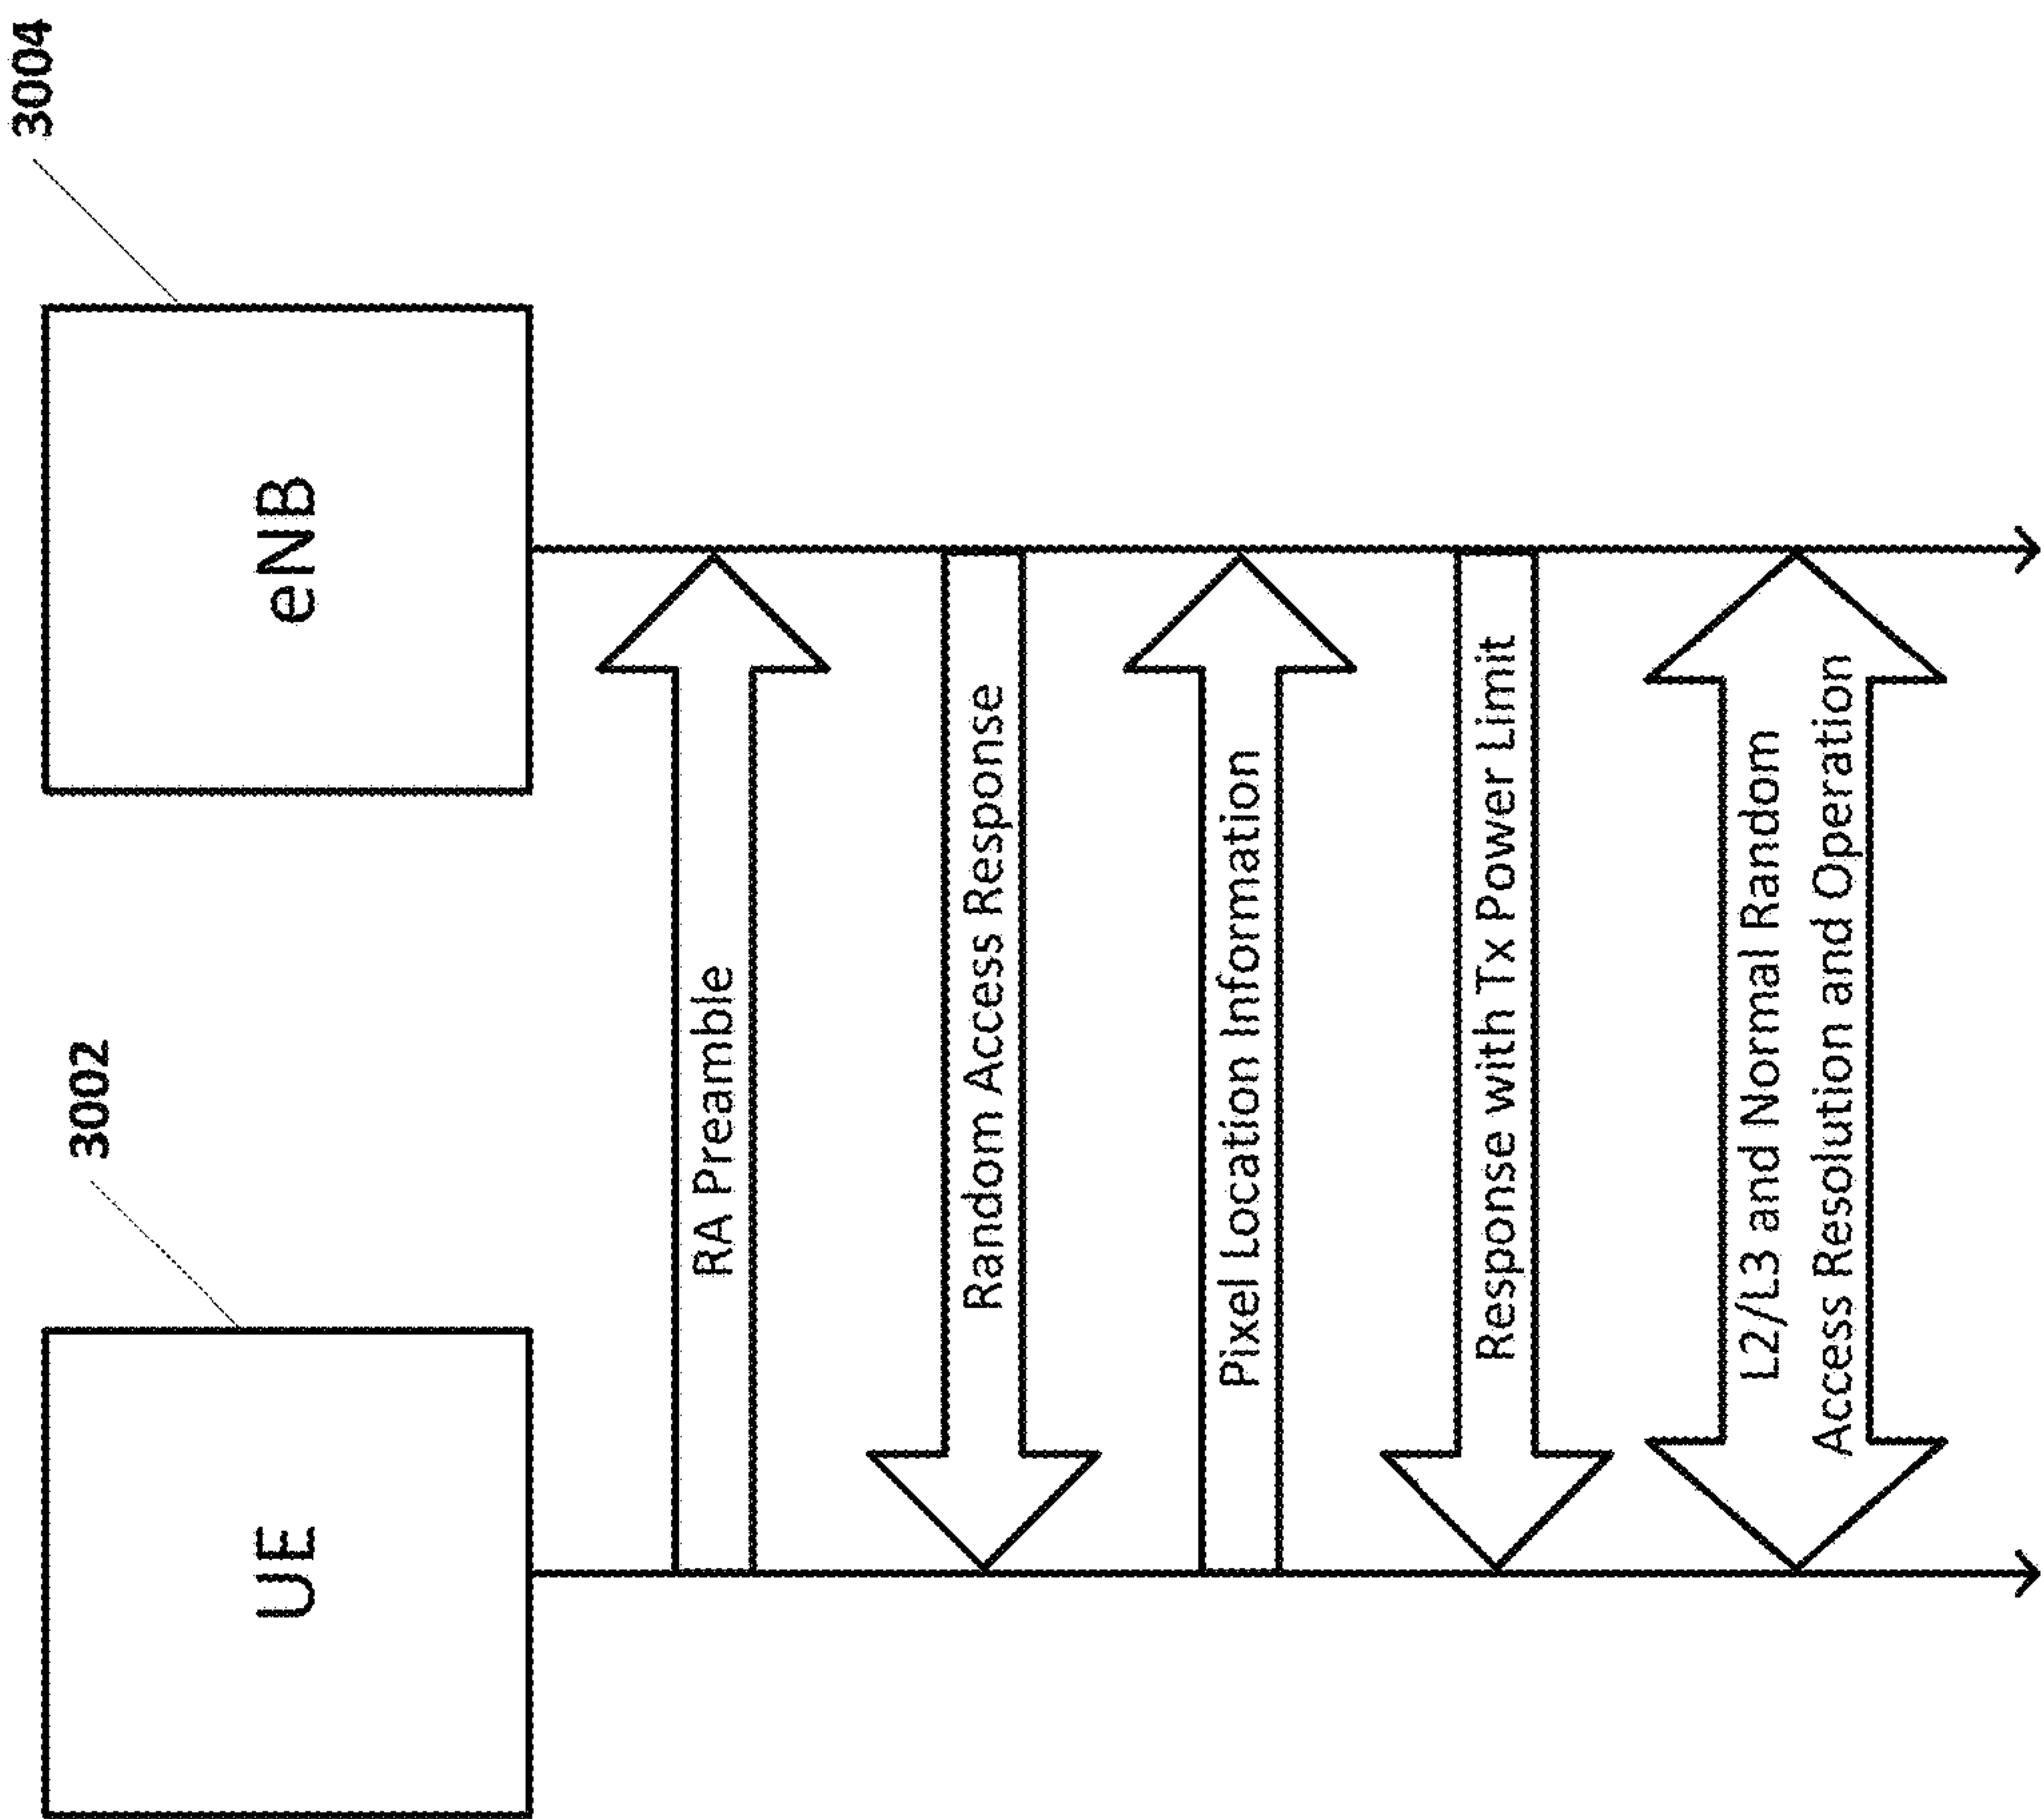 3002
3004
UE
eNB
RA Preamble
Random Access Response
Pixel Location Information
Response with Tx Power Limit
L2/L3 and Normal Random
Access Resolution and Operation